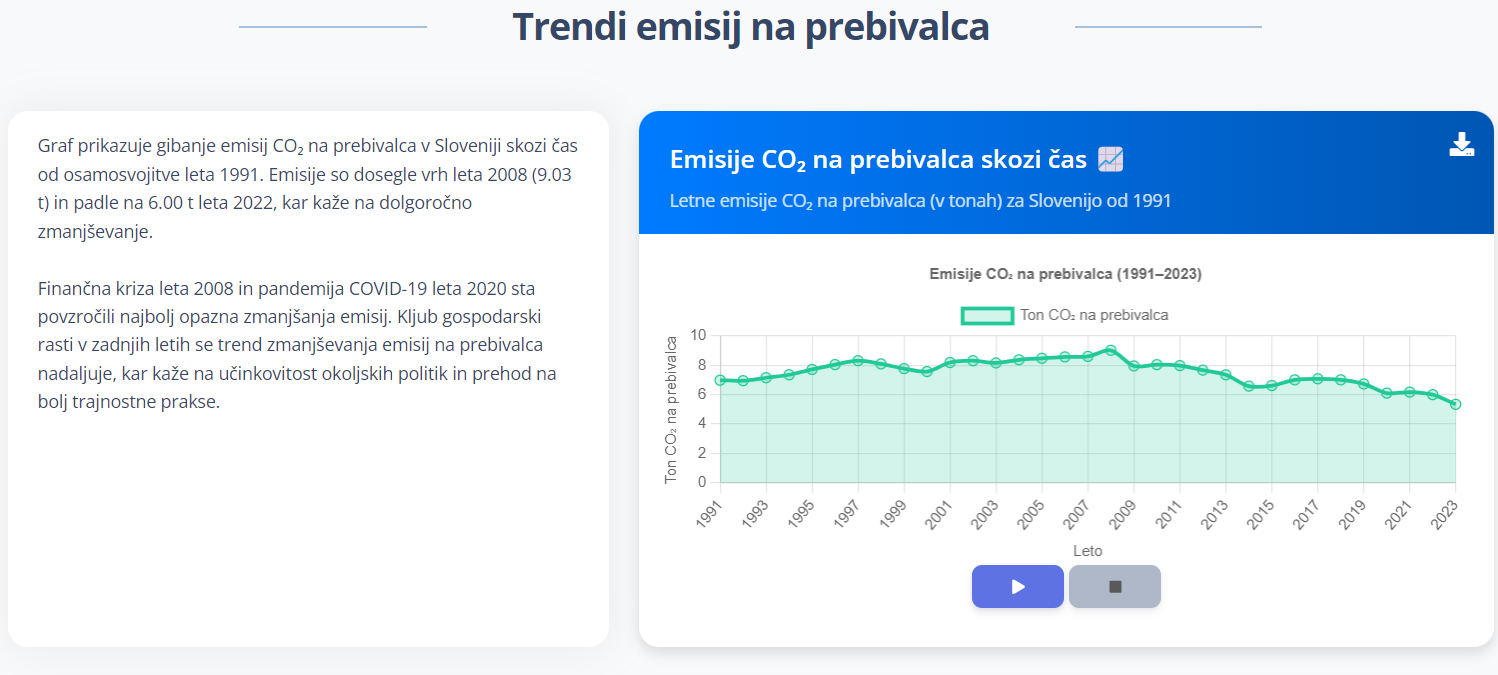 Trendi emisij na prebivalca
Graf prikazuje gibanje emisij CO₂ na prebivalca v Sloveniji skozi čas
od osamosvojitve leta 1991. Emisije so dosegle vrh leta 2008 (9.03
t) in padle na 6.00 t leta 2022, kar kaže na dolgoročno
zmanjševanje.
Finančna kriza leta 2008 in pandemija COVID-19 leta 2020 sta
povzročili najbolj opazna zmanjšanja emisij. Kljub gospodarski
rasti v zadnjih letih se trend zmanjševanja emisij na prebivalca
nadaljuje, kar kaže na učinkovitost okoljskih politik in prehod na
bolj trajnostne prakse.
Emisije CO₂ na prebivalca skozi čas
Letne emisije CO₂ na prebivalca (v tonah) za Slovenijo od 1991
Emisije CO₂ na prebivalca (1991–2023)
Ton CO₂ na prebivalca
Ton CO₂ na prebivalca
10
8
6
4
2
0
1991 1993 1995 1997 1999 2001 2003 2005 2007 2009 2011 2013 2015 2017 2019 2021 2023
Leto